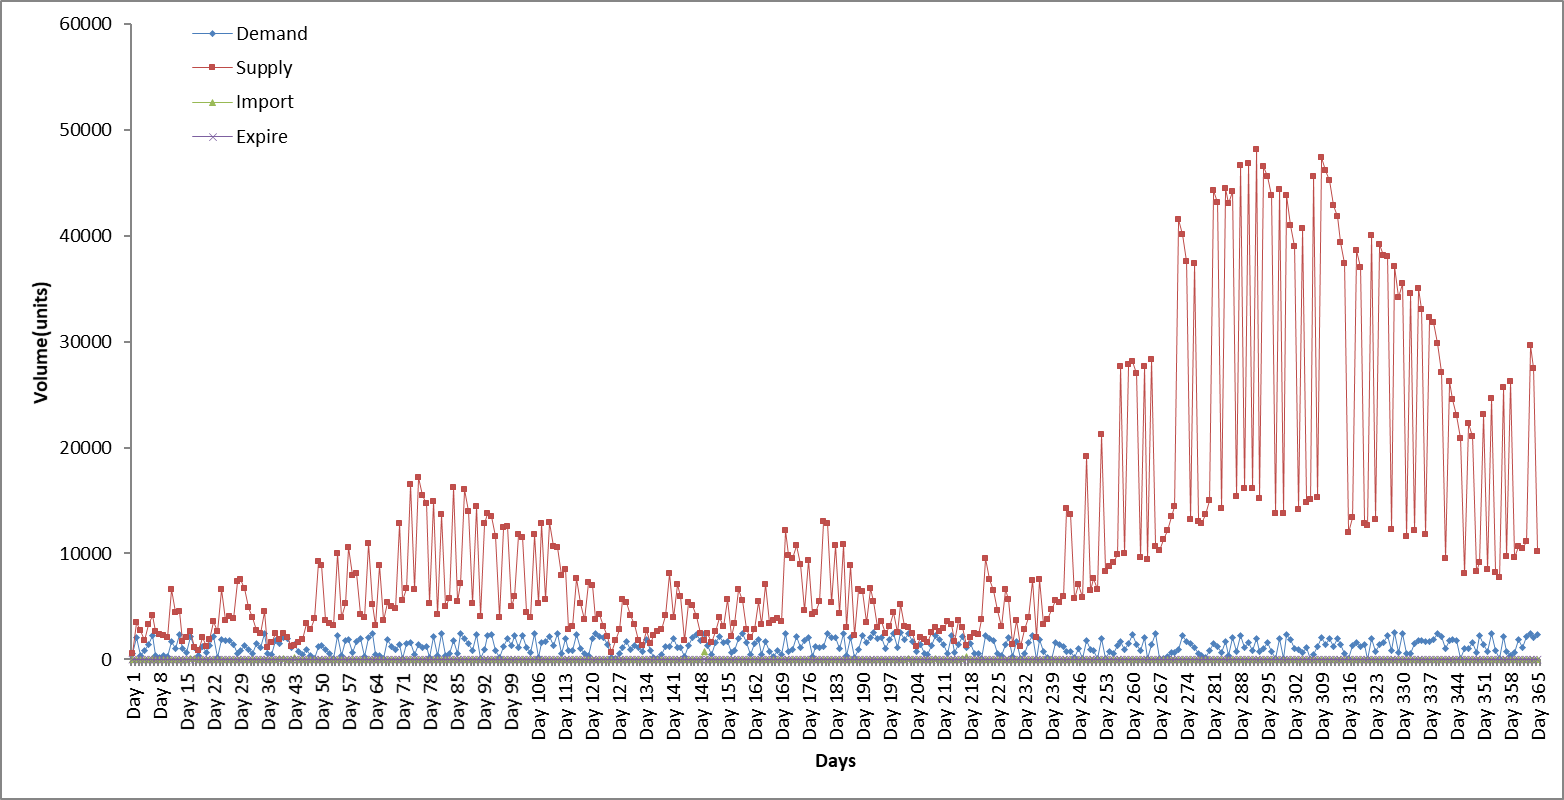 60000
50000
40000
30000
20000
10000
0
Volume(units)
Demand
Supply
Import
Expire
Day 1
Day 8
Day 15
Day 22
Day 29
Day 36
Day 43
Day 50
Day 57
Day 64
Day 71
Day 78
Day 85
Day 92
Day 99
Day 106
Day 113
Day 120
Day 127
Day 134
Day 141
Day 148
Day 155
Day 162
Day 169
Day 176
Day 183
Day 190
Day 197
Day 204
Day 211
Day 218
Day 225
Day 232
Day 239
Day 246
Day 253
Day 260
Day 267
Day 274
Day 281
Day 288
Day 295
Day 302
Day 309
Day 316
Day 323
Day 330
Day 337
Day 344
Day 351
Day 358
Day 365
Days